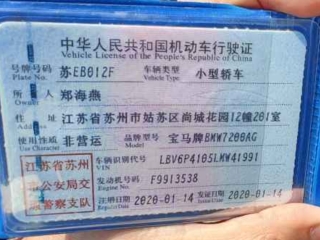 中华人民共和国机动车行驶证
Vehicle License of the People's Republic of China
号牌号码 苏EB012F 车辆类型 小型轿车
Plate No. Vehicle Type
所有人 郑海燕
Owner
住址 江苏省苏州市姑苏区尚城花园12幢201室
Address
使用性质 非营运 品牌型号 宝马牌BMW7200AG
Use Character Model
江苏省苏州 车辆识别代号 LBV6P4105LMW41991
VIN
市公安局交 发动机号码 F9913538
Engine No.
通警察支队 注册日期 2020-01-14 发证日期 2020-01-14
Register Date Issue Date